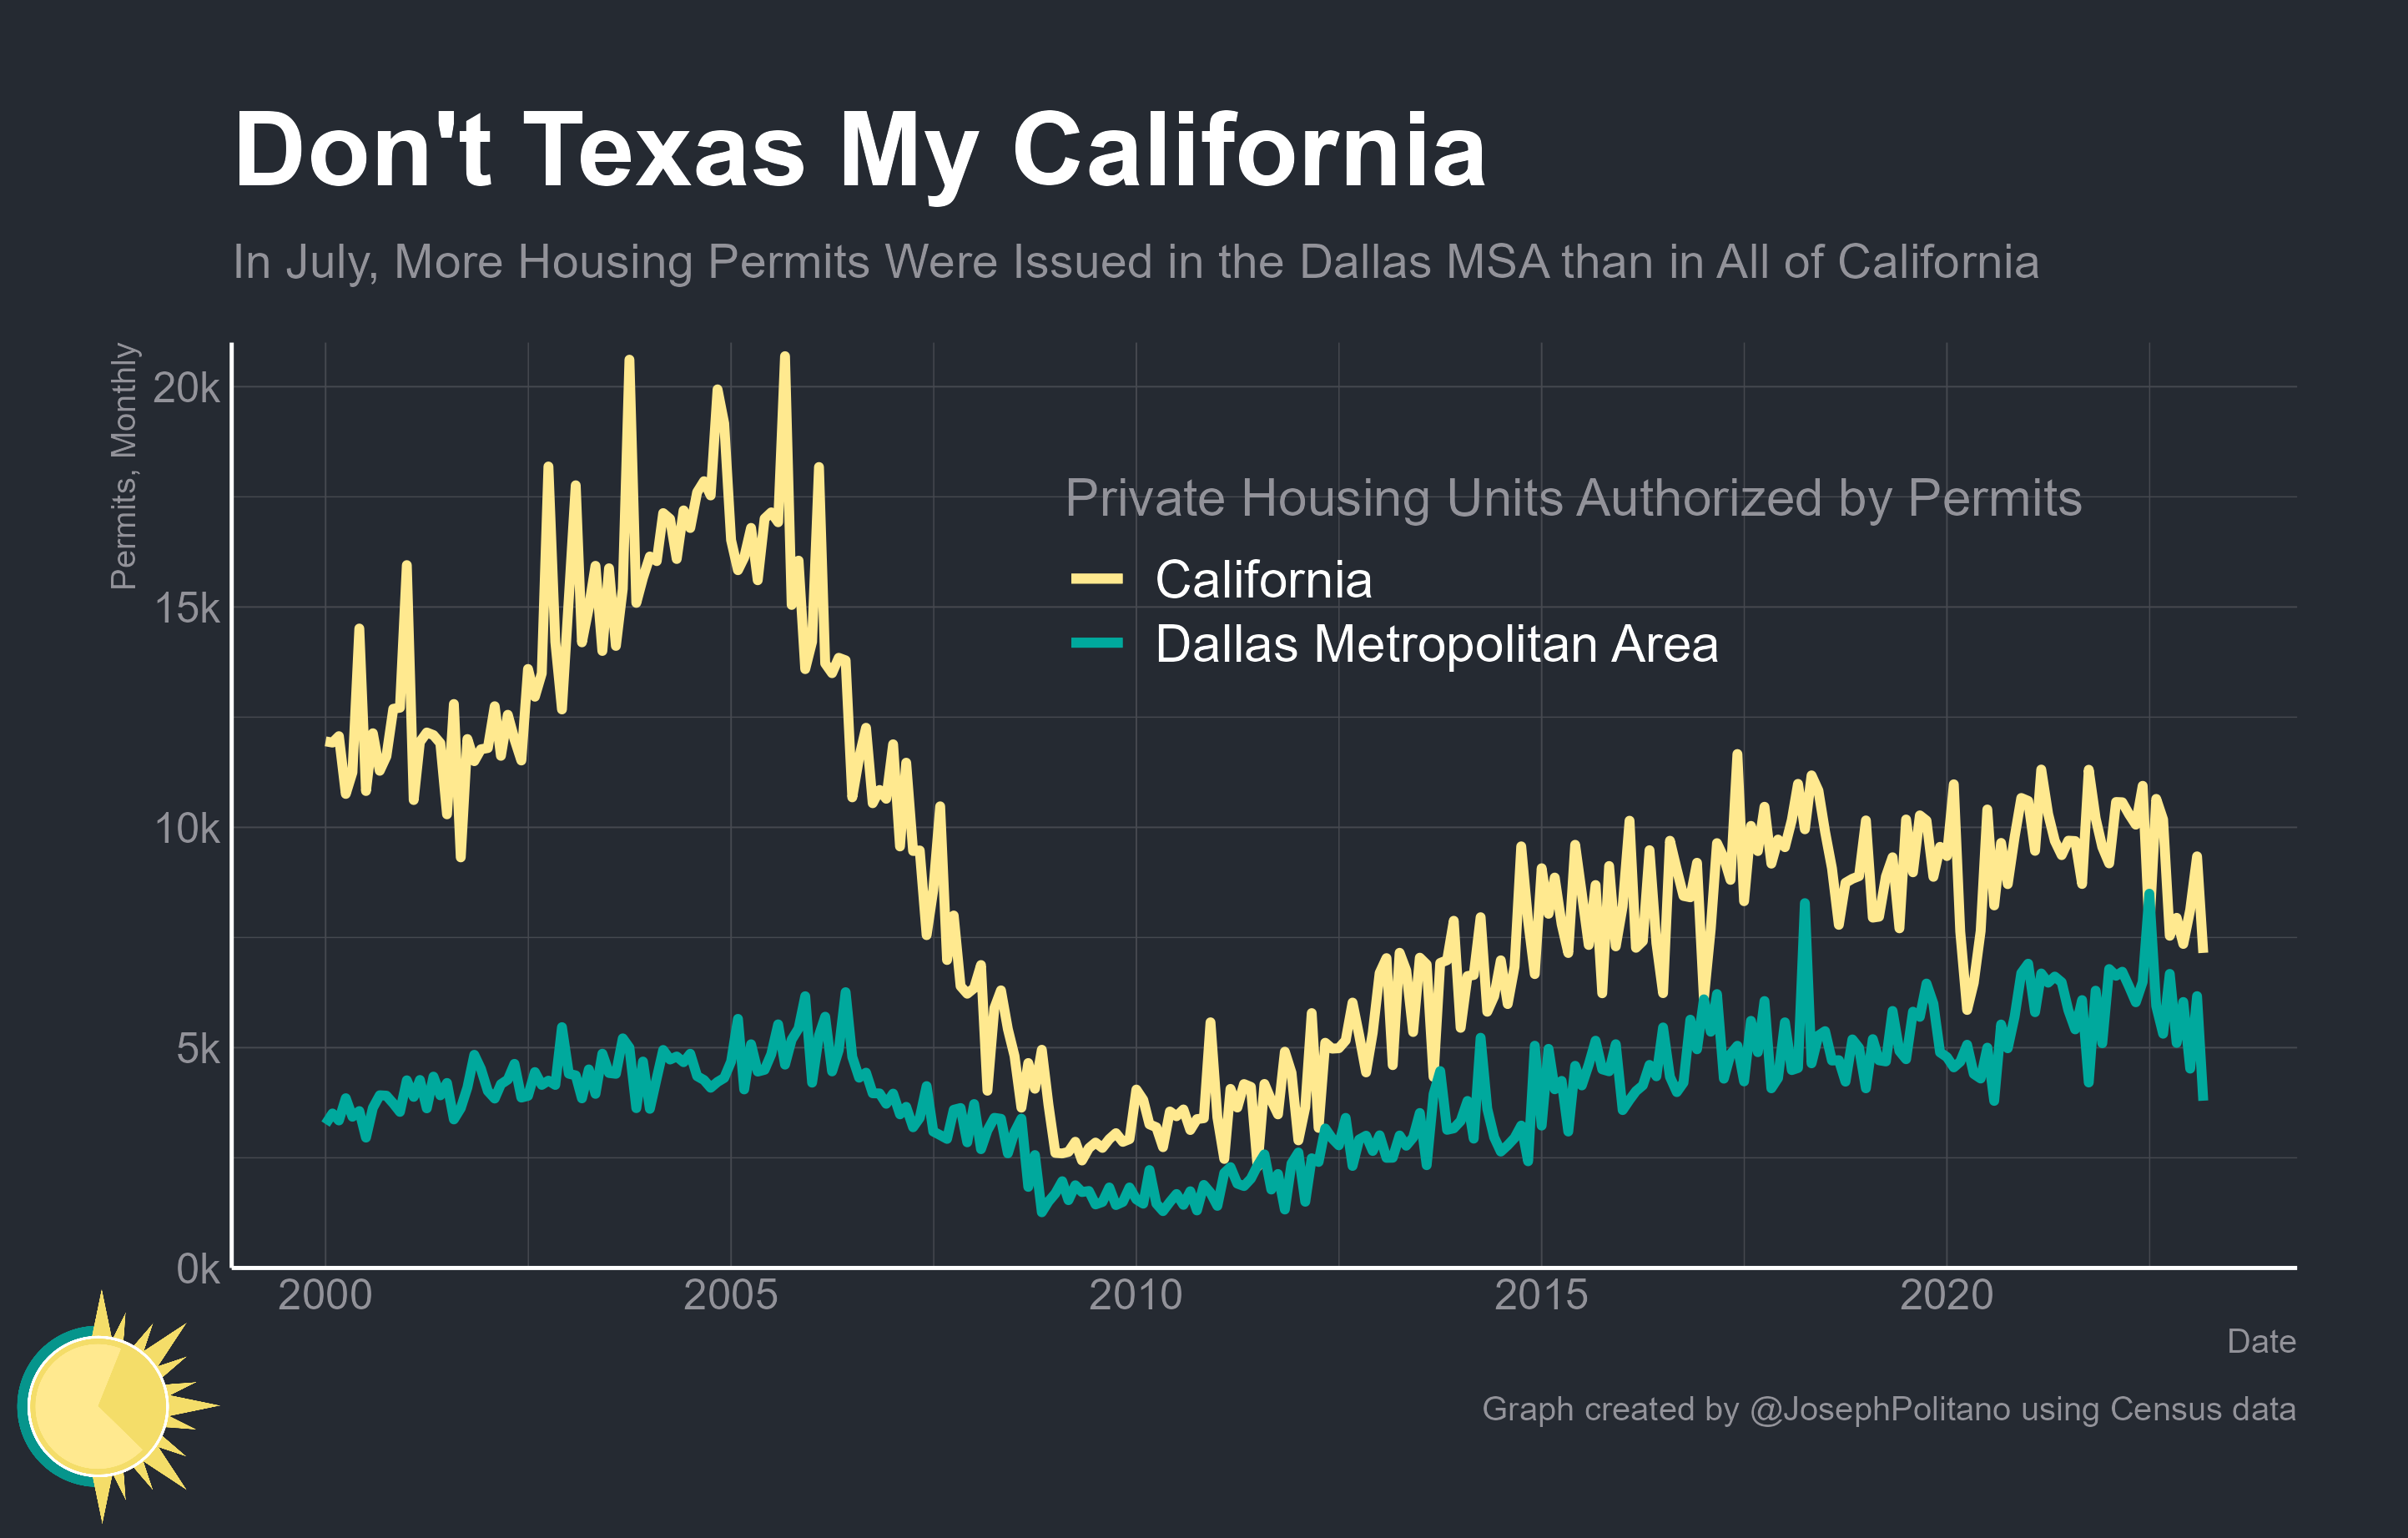 Don't Texas My California
In July, More Housing Permits Were Issued in the Dallas MSA than in All of California
Permits, Monthly
20k
15k
10k
5k
0k
Private Housing Units Authorized by Permits
California
Dallas Metropolitan Area
2000
2005
2010
2015
2020
Date
Graph created by @JosephPolitano using Census data